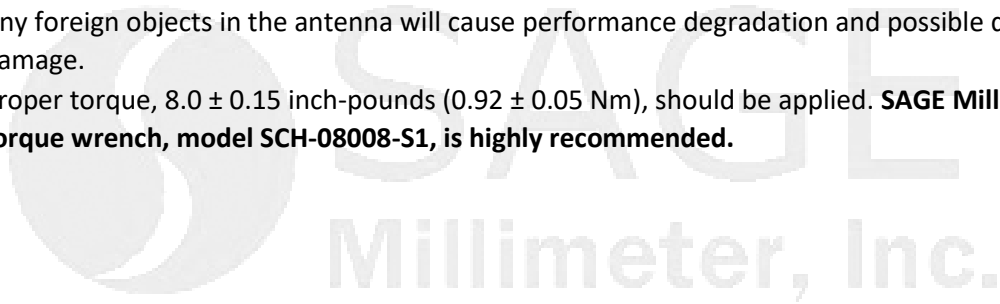 ny foreign objects in the antenna will cause performance degradation and possible
amage.
roper torque, 8.0 ± 0.15 inch-pounds (0.92 ± 0.05 Nm), should be applied. SAGE Mill
orque wrench, model SCH-08008-S1, is highly recommended.
SAGE
Millimeter, Inc.